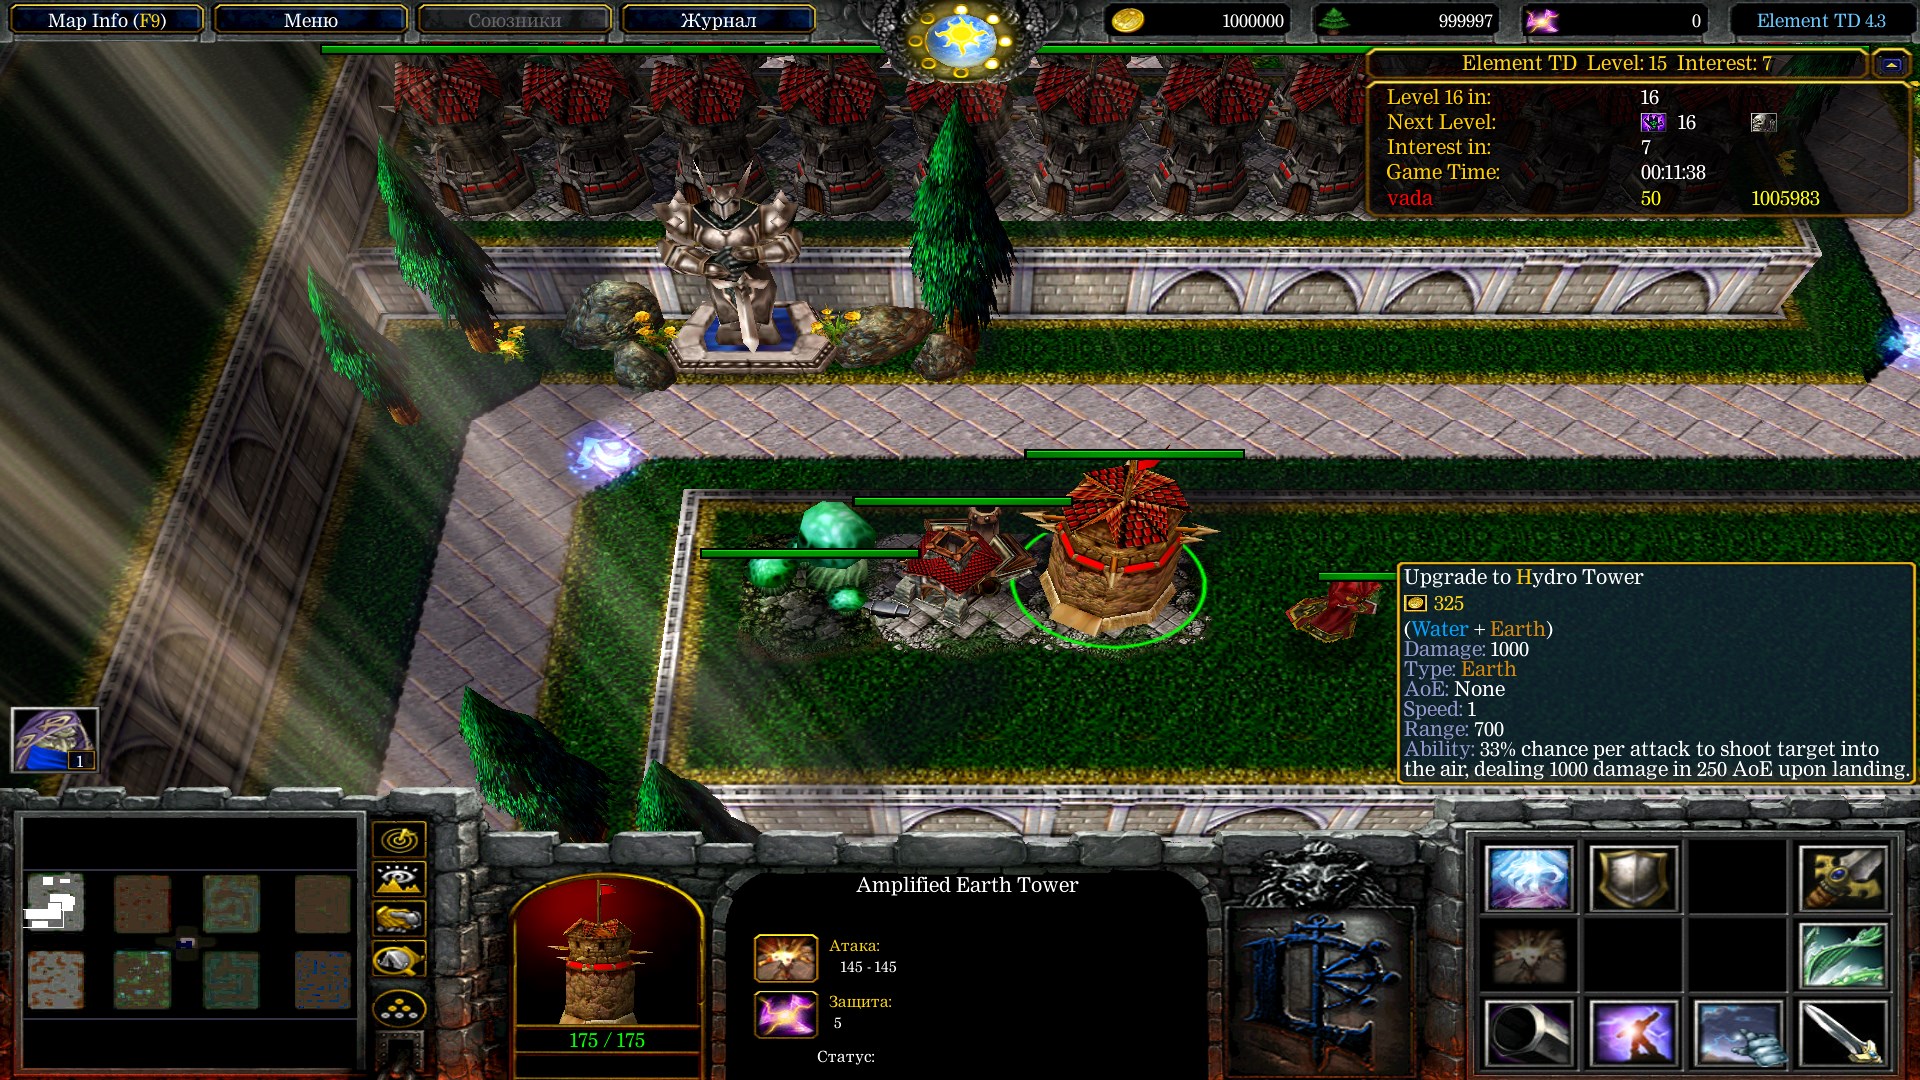 Map Info (F9)
Меню
Союзники
Журнал
1000000
999997
0
Element TD 4.3
Element TD Level: 15 Interest: 7
Level 16 in: 16
Next Level: 16
Interest in: 7
Game Time: 00:11:38
vada 50 1005983
Upgrade to Hydro Tower
325
(Water + Earth)
Damage: 1000
Type: Earth
AoE: None
Speed: 1
Range: 700
Ability: 33% chance per attack to shoot target into
the air, dealing 1000 damage in 250 AoE upon landing.
1
Amplified Earth Tower
Атака:
145 - 145
Защита:
5
Статус:
175 / 175